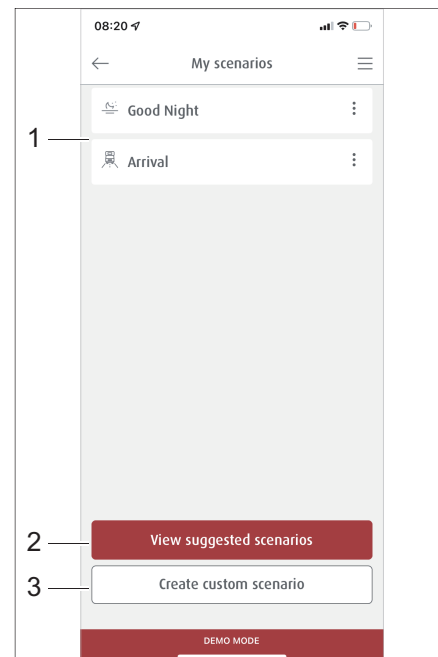 08:20
My scenarios
Good Night
1
Arrival
2
View suggested scenarios
3
Create custom scenario
DEMO MODE